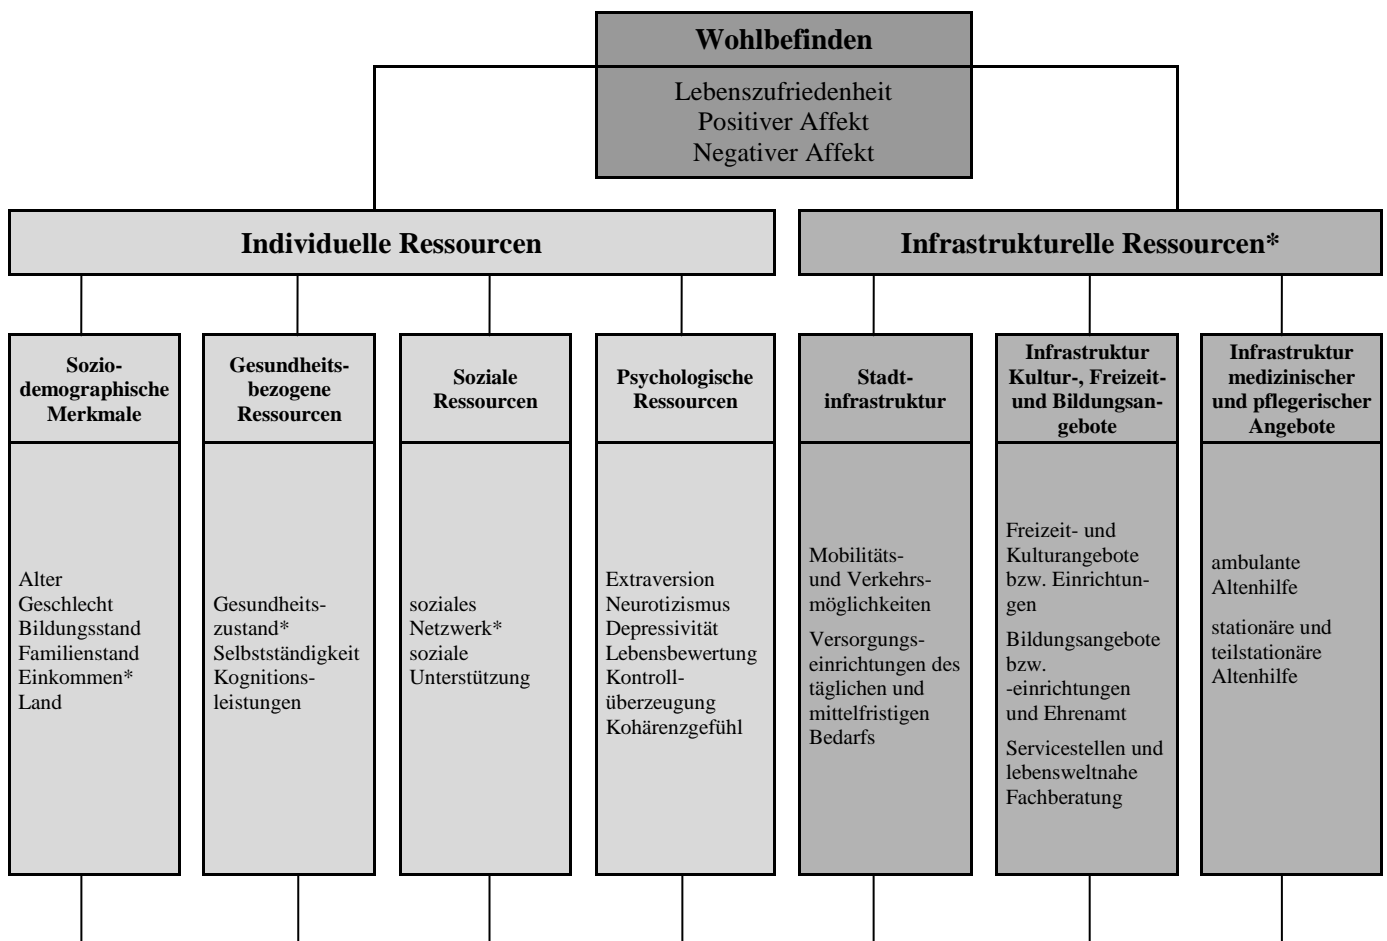 Wohlbefinden
Lebenszufriedenheit
Positiver Affekt
Negativer Affekt
Individuelle Ressourcen
Infrastrukturelle Ressourcen*
Sozio-
demographische
Merkmale
Alter
Geschlecht
Bildungsstand
Familienstand
Einkommen*
Land
Gesundheits-
bezogene
Ressourcen
Gesundheits-
zustand*
Selbstständigkeit
Kognitions-
leistungen
Soziale
Ressourcen
soziales
Netzwerk*
soziale
Unterstützung
Psychologische
Ressourcen
Extraversion
Neurotizismus
Depressivität
Lebensbewertung
Kontroll-
überzeugung
Kohärenzgefühl
Stadt-
infrastruktur
Mobilitäts-
und Verkehrs-
möglichkeiten
Versorgungs-
einrichtungen des
täglichen und
mittelfristigen
Bedarfs
Infrastruktur
Kultur-, Freizeit-
und Bildungsan-
gebote
Freizeit- und
Kulturangebote
bzw. Einrichtun-
gen
Bildungsangebote
bzw.
-einrichtungen
und Ehrenamt
Servicestellen und
lebensweltnahe
Fachberatung
Infrastruktur
medizinischer
und pflegerischer
Angebote
ambulante
Altenhilfe
stationäre und
teilstationäre
Altenhilfe